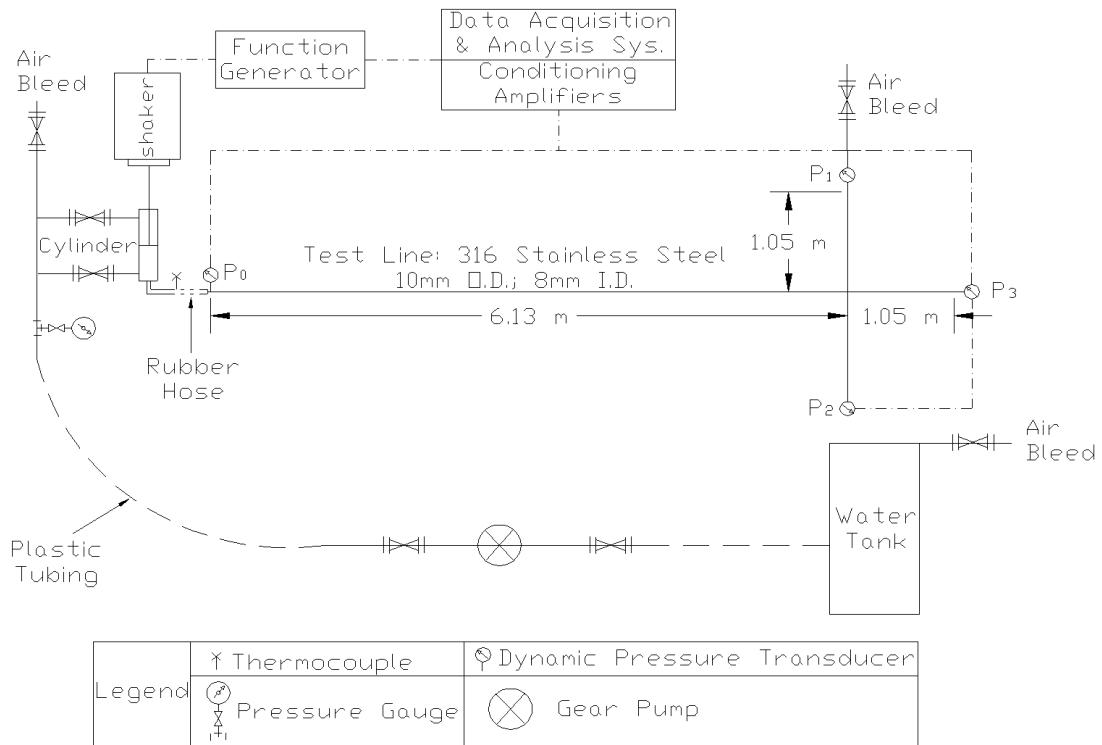 Data Acquisition
& Analysis Sys.
Conditioning
Amplifiers
Function
Generator
Air
Bleed
shaker
Air
Bleed
P1
Cylinder
P0
Test Line: 316 Stainless Steel
10mm O.D.; 8mm I.D.
1.05 m
P3
6.13 m
1.05 m
Rubber
Hose
P2
Air
Bleed
Water
Tank
Plastic
Tubing
Legend
Thermocouple
Dynamic Pressure Transducer
Pressure Gauge
Gear Pump